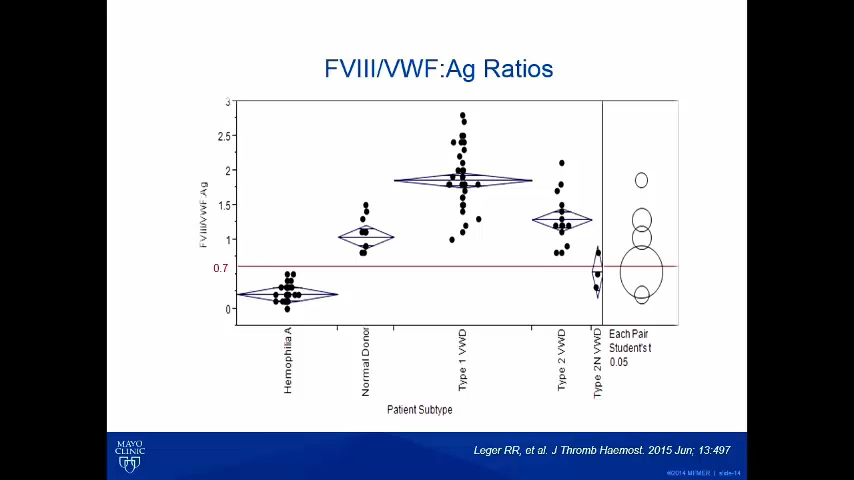 FVIII/VWF:Ag Ratios
3
2.5
2
1.5
1
0.7
0
FVIII/VWF:Ag
Hemophilia A
Normal Donor
Type 1 VWD
Type 2 VWD
Type 2N VWD
Each Pair
Student's t
0.05
Patient Subtype
MAYO
CLINIC
Leger RR, et al. J Thromb Haemost. 2015 Jun; 13:497
©2014 MFMER | slide-14